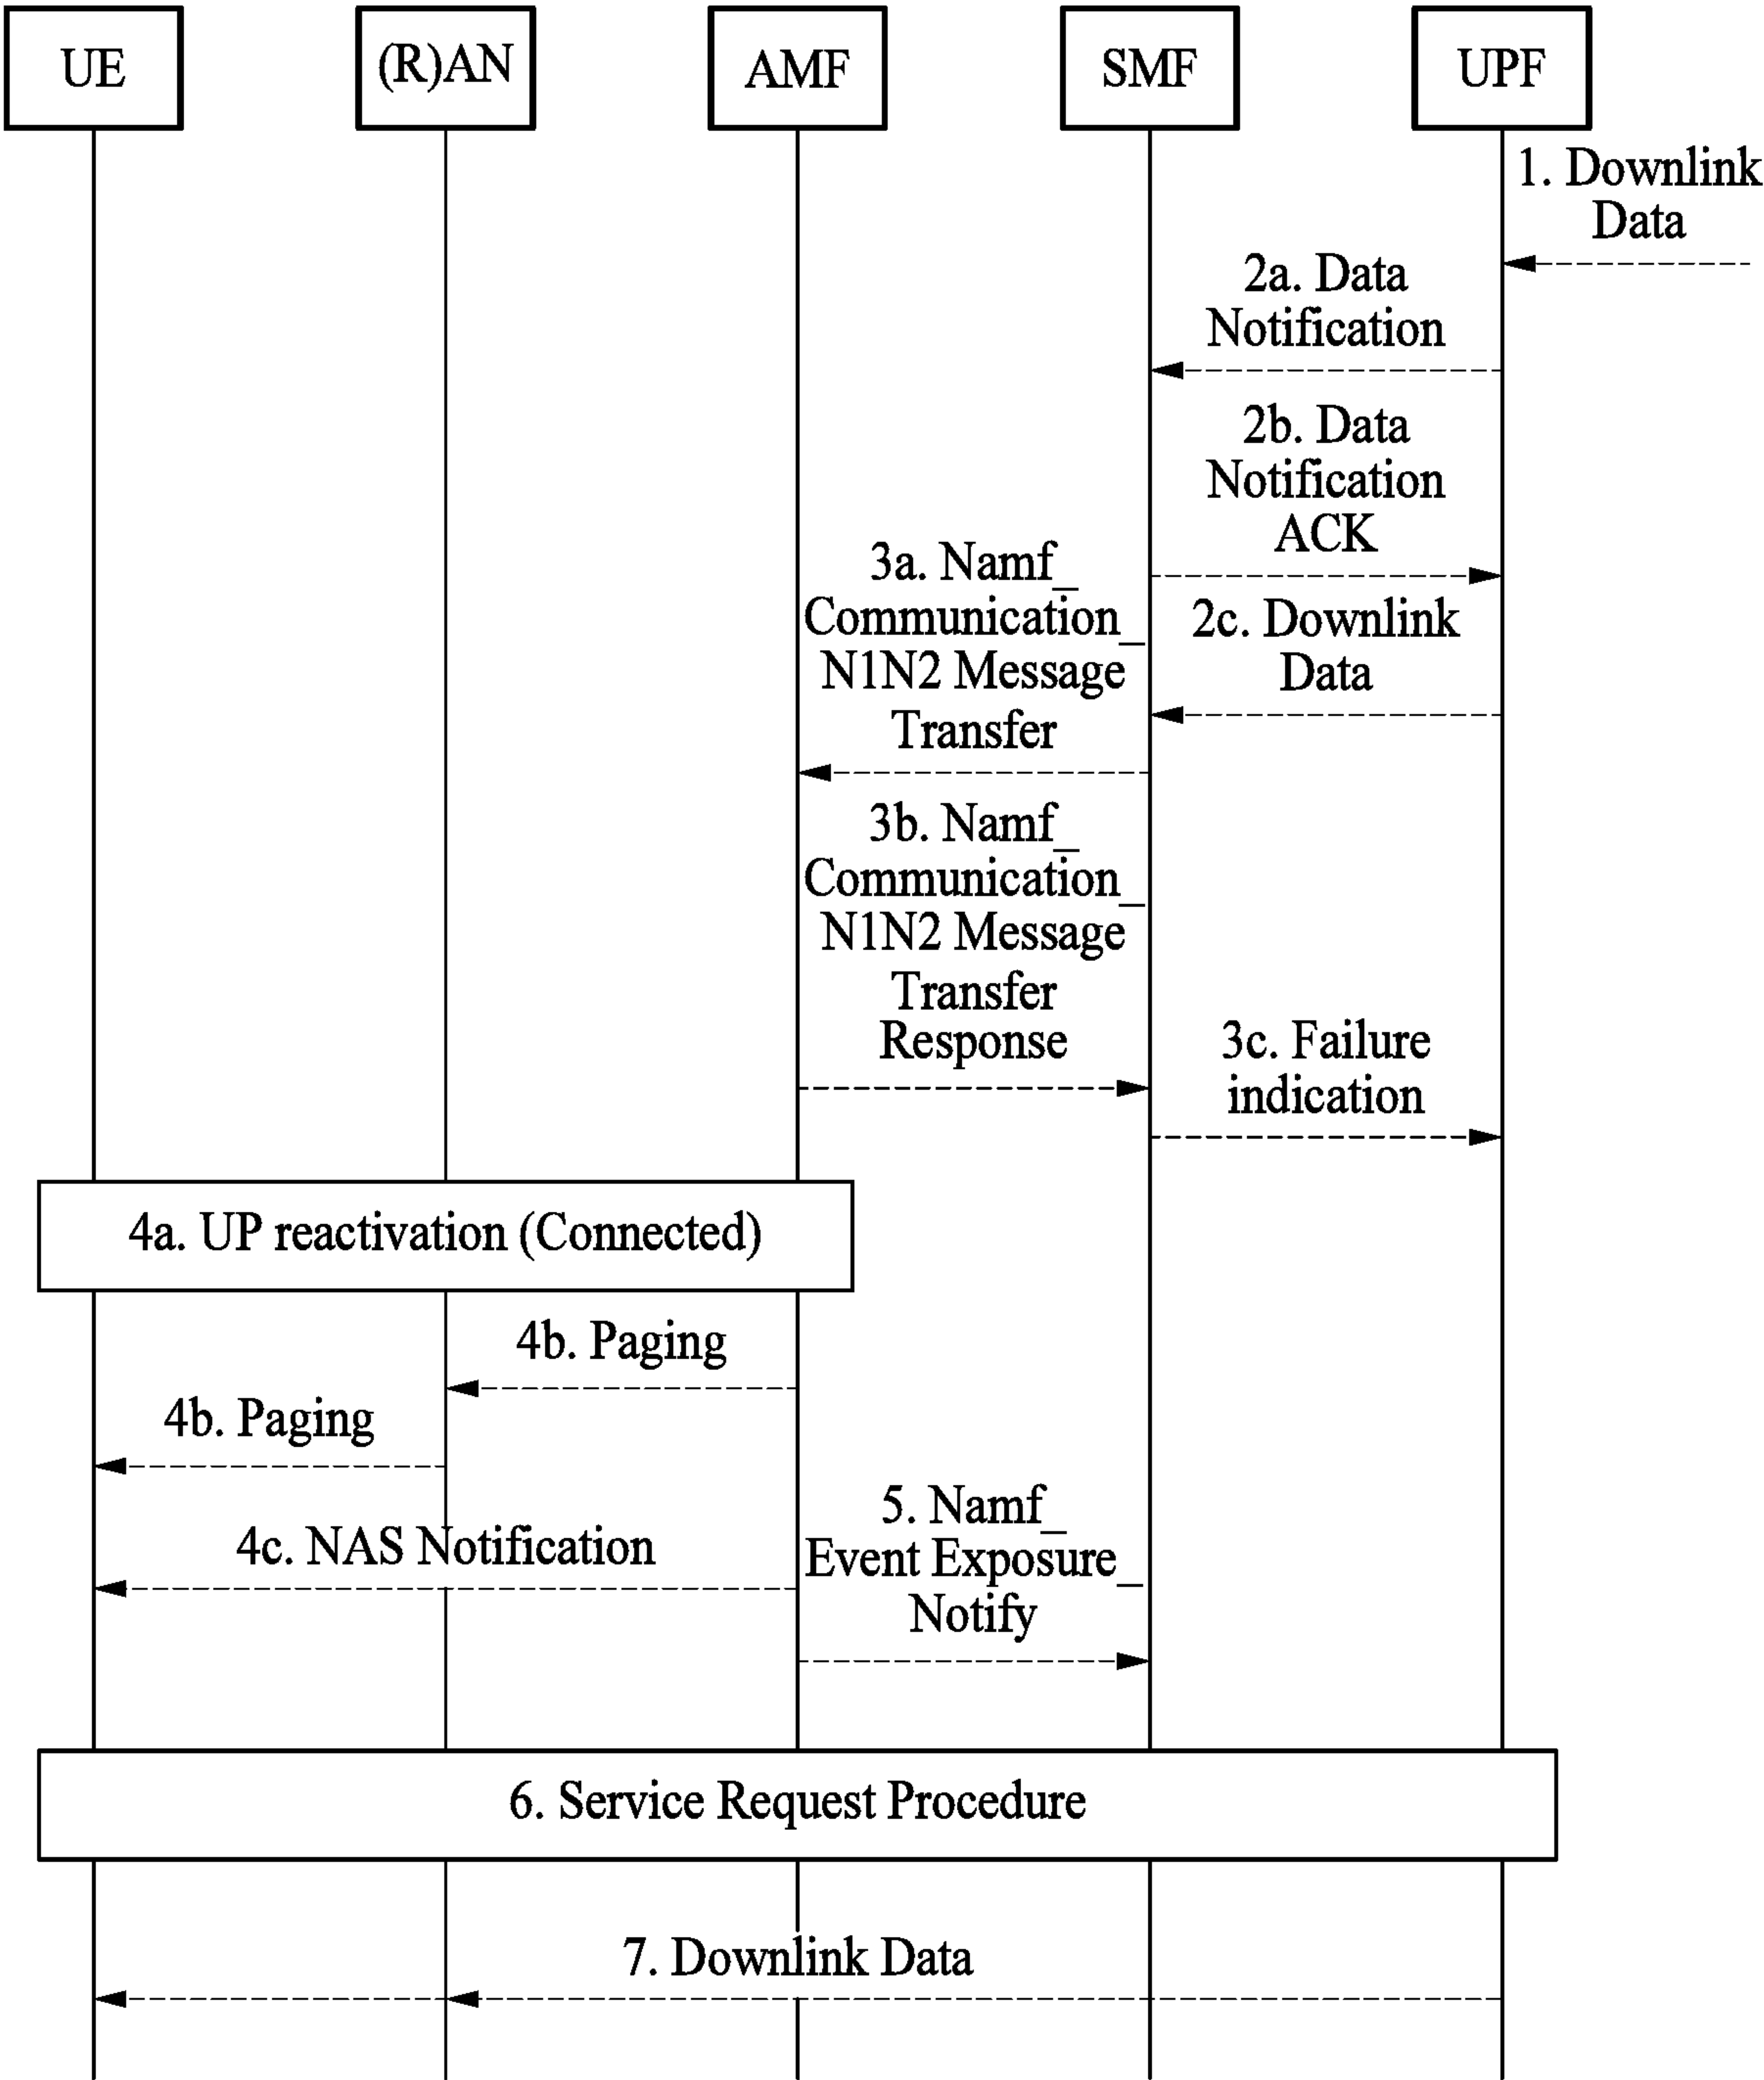 UE
(R)AN
AMF
SMF
UPF
1. Downlink
Data
2a. Data
Notification
2b. Data
Notification
ACK
2c. Downlink
Data
3a. Namf_
Communication_
N1N2 Message
Transfer
3b. Namf_
Communication_
N1N2 Message
Transfer
Response
3c. Failure
indication
4a. UP reactivation (Connected)
4b. Paging
4b. Paging
4c. NAS Notification
5. Namf_
Event Exposure_
Notify
6. Service Request Procedure
7. Downlink Data